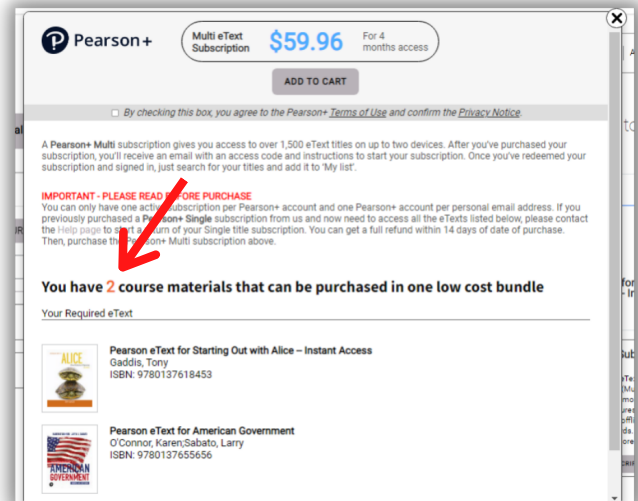 Pearson+
Multi eText
Subscription
$59.96
For 4
months access
ADD TO CART
By checking this box, you agree to the Pearson+ Terms of Use and confirm the Privacy Notice.
A Pearson+ Multi subscription gives you access to over 1,500 eText titles on up to two devices. After you've purchased your
subscription, you'll receive an email with an access code and instructions to start your subscription. Once you've redeemed your
subscription and signed in, just search for your titles and add it to 'My list'.
IMPORTANT - PLEASE READ BEFORE PURCHASE
You can only have one active subscription per Pearson+ account and one Pearson+ account per personal email address. If you
previously purchased a Pearson+ Single subscription from us and now need to access all the eTexts listed below, please contact
the Help page to start a return of your Single title subscription. You can get a full refund within 14 days of date of purchase.
Then, purchase the Pearson+ Multi subscription above.
You have 2 course materials that can be purchased in one low cost bundle
Your Required eText
ALICE
Pearson eText for Starting Out with Alice – Instant Access
Gaddis, Tony
ISBN: 9780137618453
AMERICAN
GOVERNMENT
Pearson eText for American Government
O'Connor, Karen;Sabato, Larry
ISBN: 9780137655656